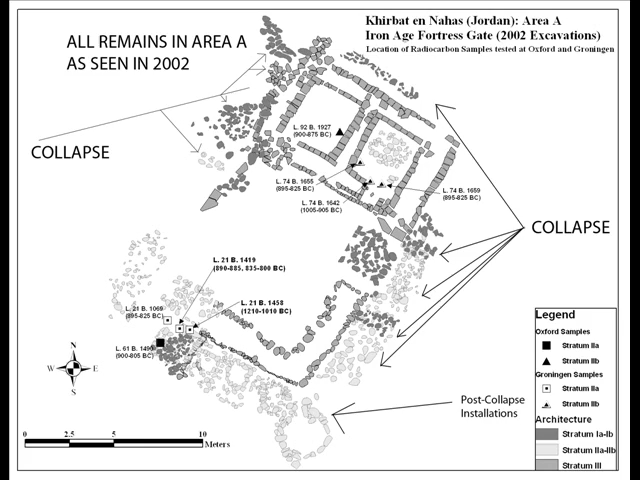 Khirbat en Nahas (Jordan): Area A
Iron Age Fortress Gate (2002 Excavations)
Location of Radiocarbon Samples tested at Oxford and Groningen
ALL REMAINS IN AREA A
AS SEEN IN 2002
COLLAPSE
L. 92 B. 1927
(900-875 BC)
L. 74 B. 1655
(895-825 BC)
L. 74 B. 1659
(895-825 BC)
L. 74 B. 1642
(1005-905 BC)
COLLAPSE
L. 21 B. 1419
(890-885, 835-800 BC)
L. 21 B. 1458
(1210-1010 BC)
L. 21 B. 1069
(895-825 BC)
L. 61 B. 1490
(900-805 BC)
N
W
E
S
Post-Collapse
Installations
0
2.5
5
10
Meters
Legend
Oxford Samples
Stratum IIa
Stratum IIb
Groningen Samples
Stratum IIa
Stratum IIb
Architecture
Stratum Ia-Ib
Stratum IIa-IIb
Stratum III